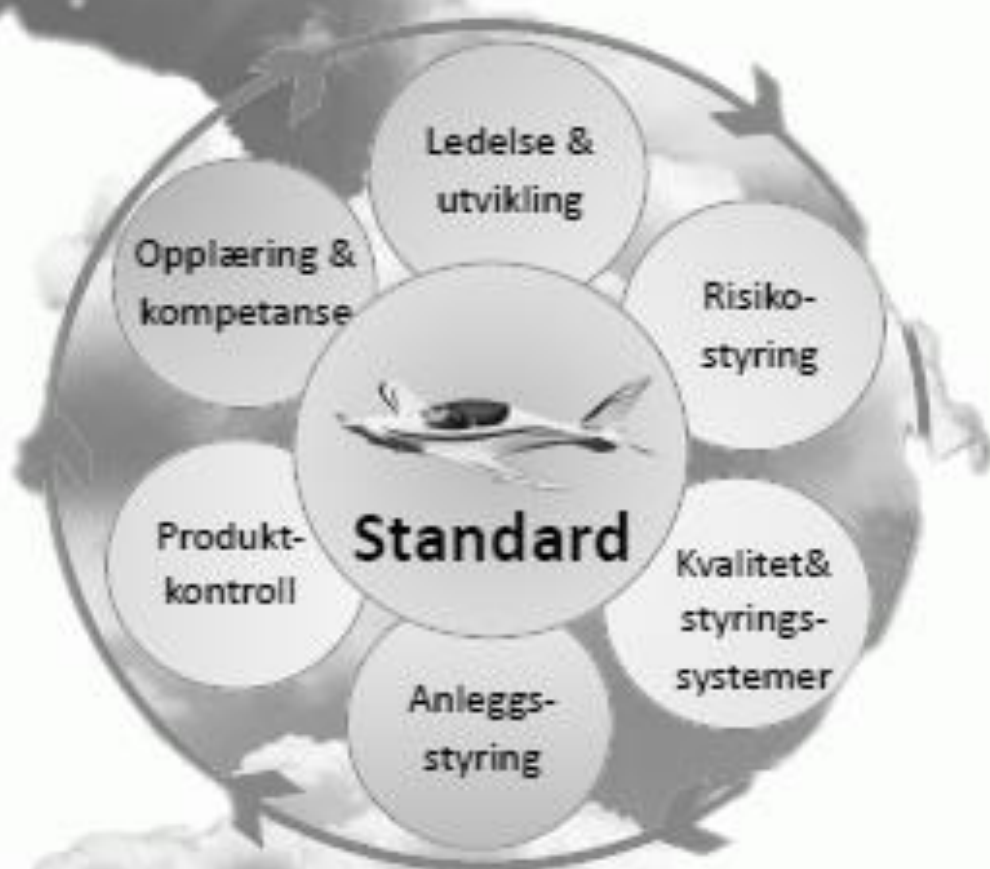 Ledelse &
utvikling
Risiko-
styring
Kvalitet&
styrings-
systemer
Anleggs-
styring
Produkt-
kontroll
Opplæring &
kompetanse
Standard